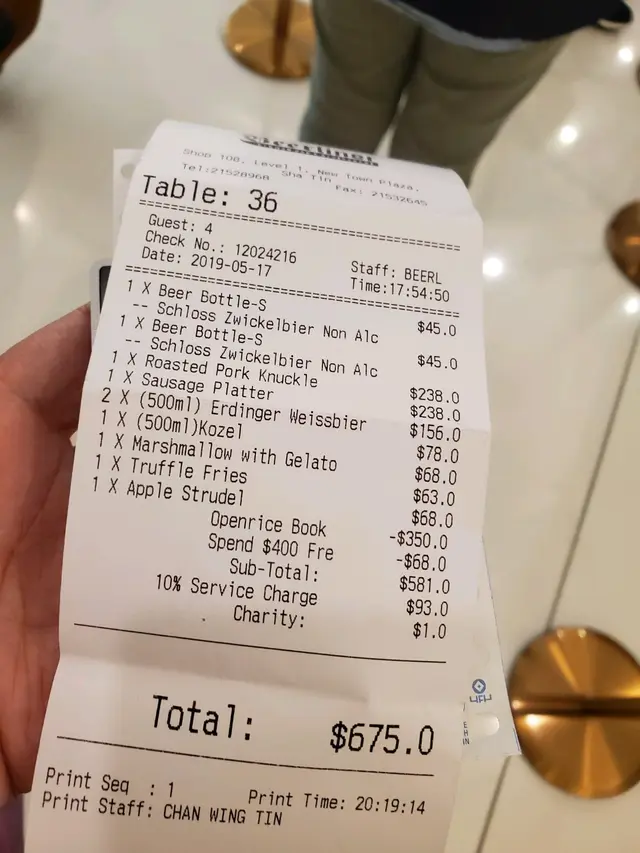 Shop 108, Level 1, New Town Plaza,
Sha Tin
Tel:21528968 Fax: 21532645
Table: 36
Guest: 4
Check No.: 12024216 Staff: BEERL
Date: 2019-05-17 Time:17:54:50
1 X Beer Bottle-S $45.0
-- Schloss Zwickelbier Non Alc
1 X Beer Bottle-S $45.0
-- Schloss Zwickelbier Non Alc
1 X Roasted Pork Knuckle $238.0
1 X Sausage Platter $238.0
2 X (500ml) Erdinger Weissbier $156.0
1 X (500ml)Kozel $78.0
1 X Marshmallow with Gelato $68.0
1 X Truffle Fries $63.0
1 X Apple Strudel $68.0
Openrice Book -$350.0
Spend $400 Fre -$68.0
Sub-Total: $581.0
10% Service Charge $93.0
Charity: $1.0
Total: $675.0
Print Seq : 1 Print Time: 20:19:14
Print Staff: CHAN WING TIN